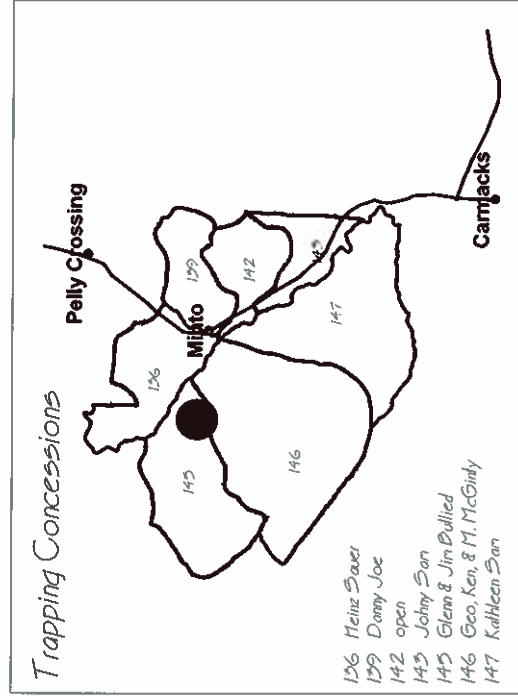 Trapping Concessions
Pelly Crossing
136
139
Minto
142
143
145
147
146
Carmacks
136 Heinz Sauer
139 Danny Joe
142 open
143 Johny Sam
145 Glenn & Jim Bullied
146 Geo, Ken, & M. McGinty
147 Kathleen Sam